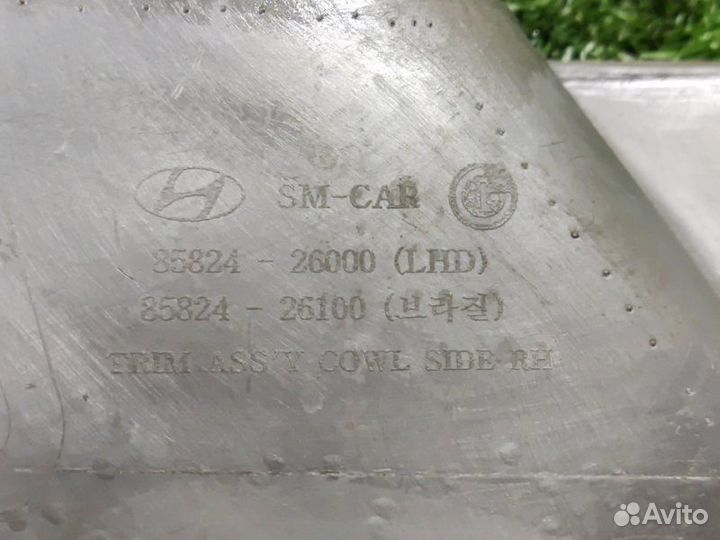 SM-CAR
85824 - 26000 (LHD)
85824 - 26100 (브라질)
TRIM ASS'Y COWL SIDE RH
Avito